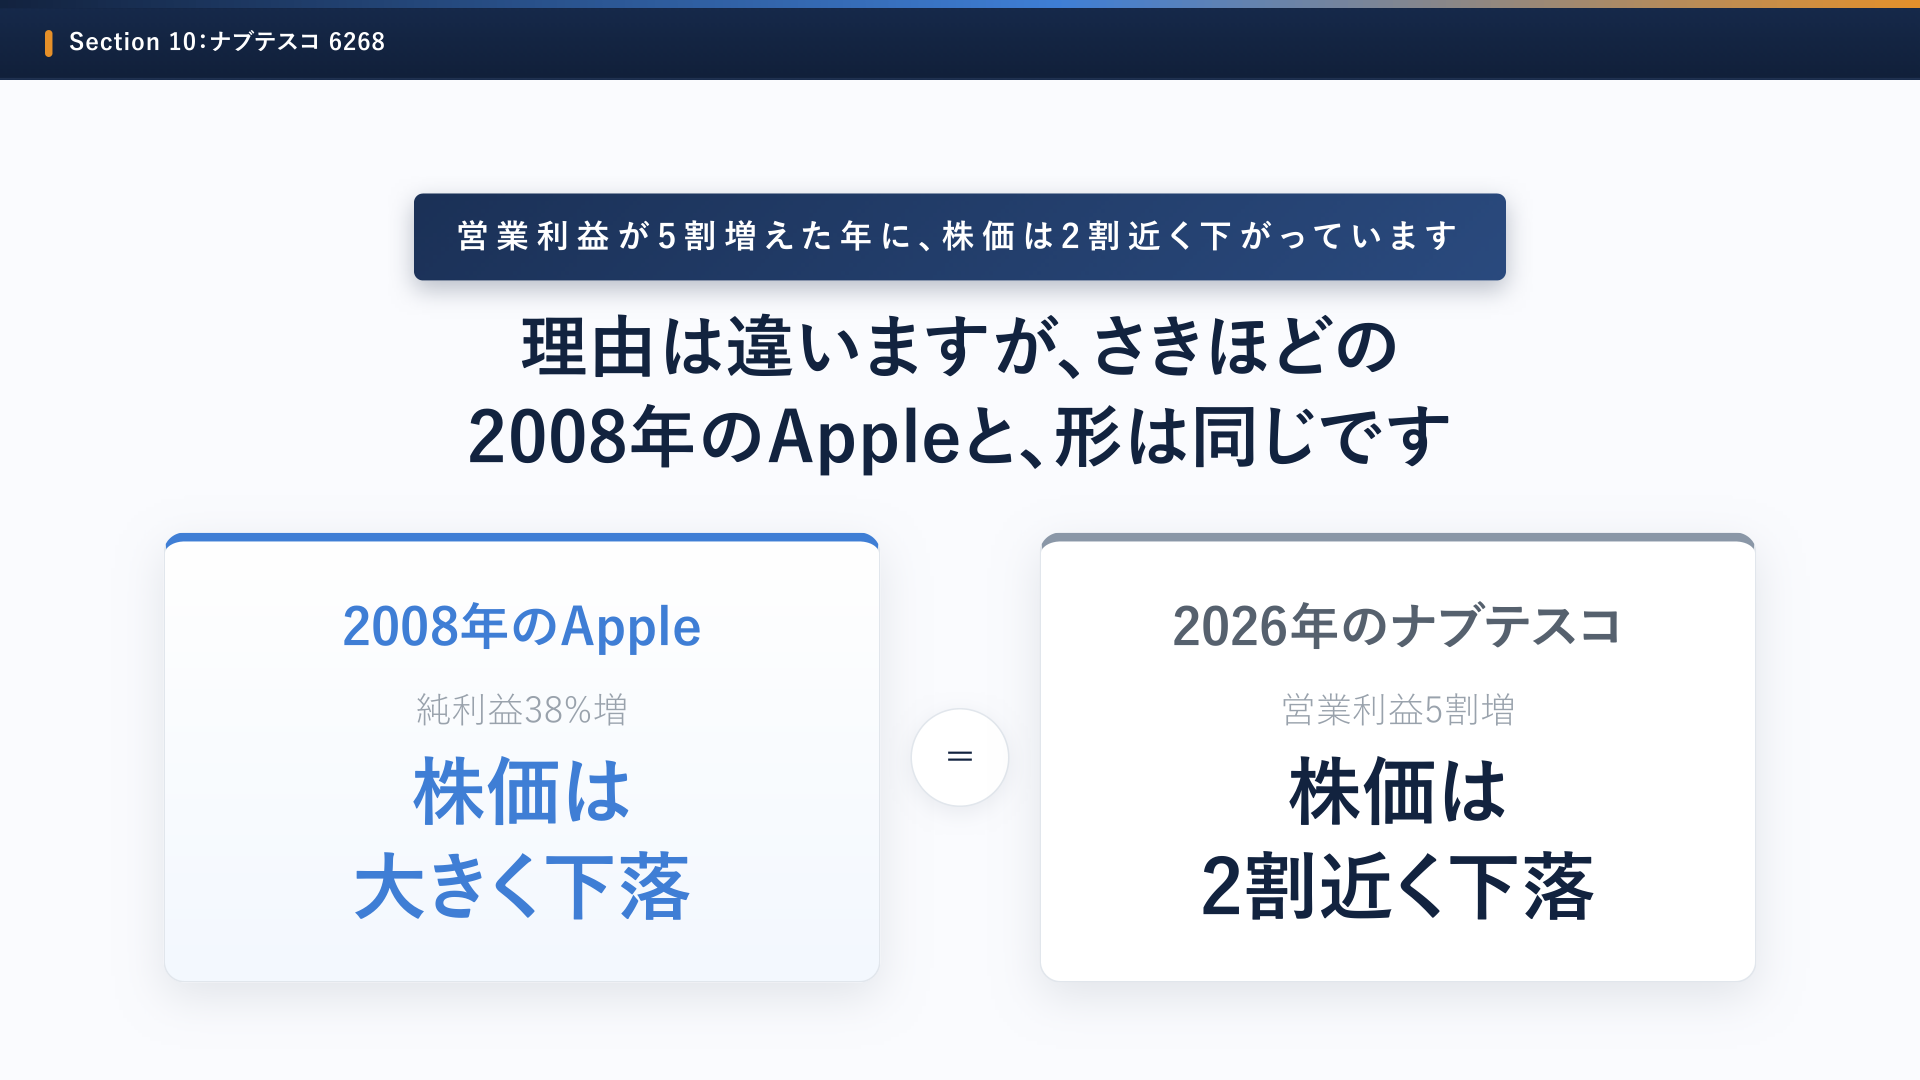 Section 10：ナブテスコ 6268
営業利益が5割増えた年に、株価は2割近く下がっています
理由は違いますが、さきほどの
2008年のAppleと、形は同じです
2008年のApple
純利益38%増
株価は
大きく下落
＝
2026年のナブテスコ
営業利益5割増
株価は
2割近く下落